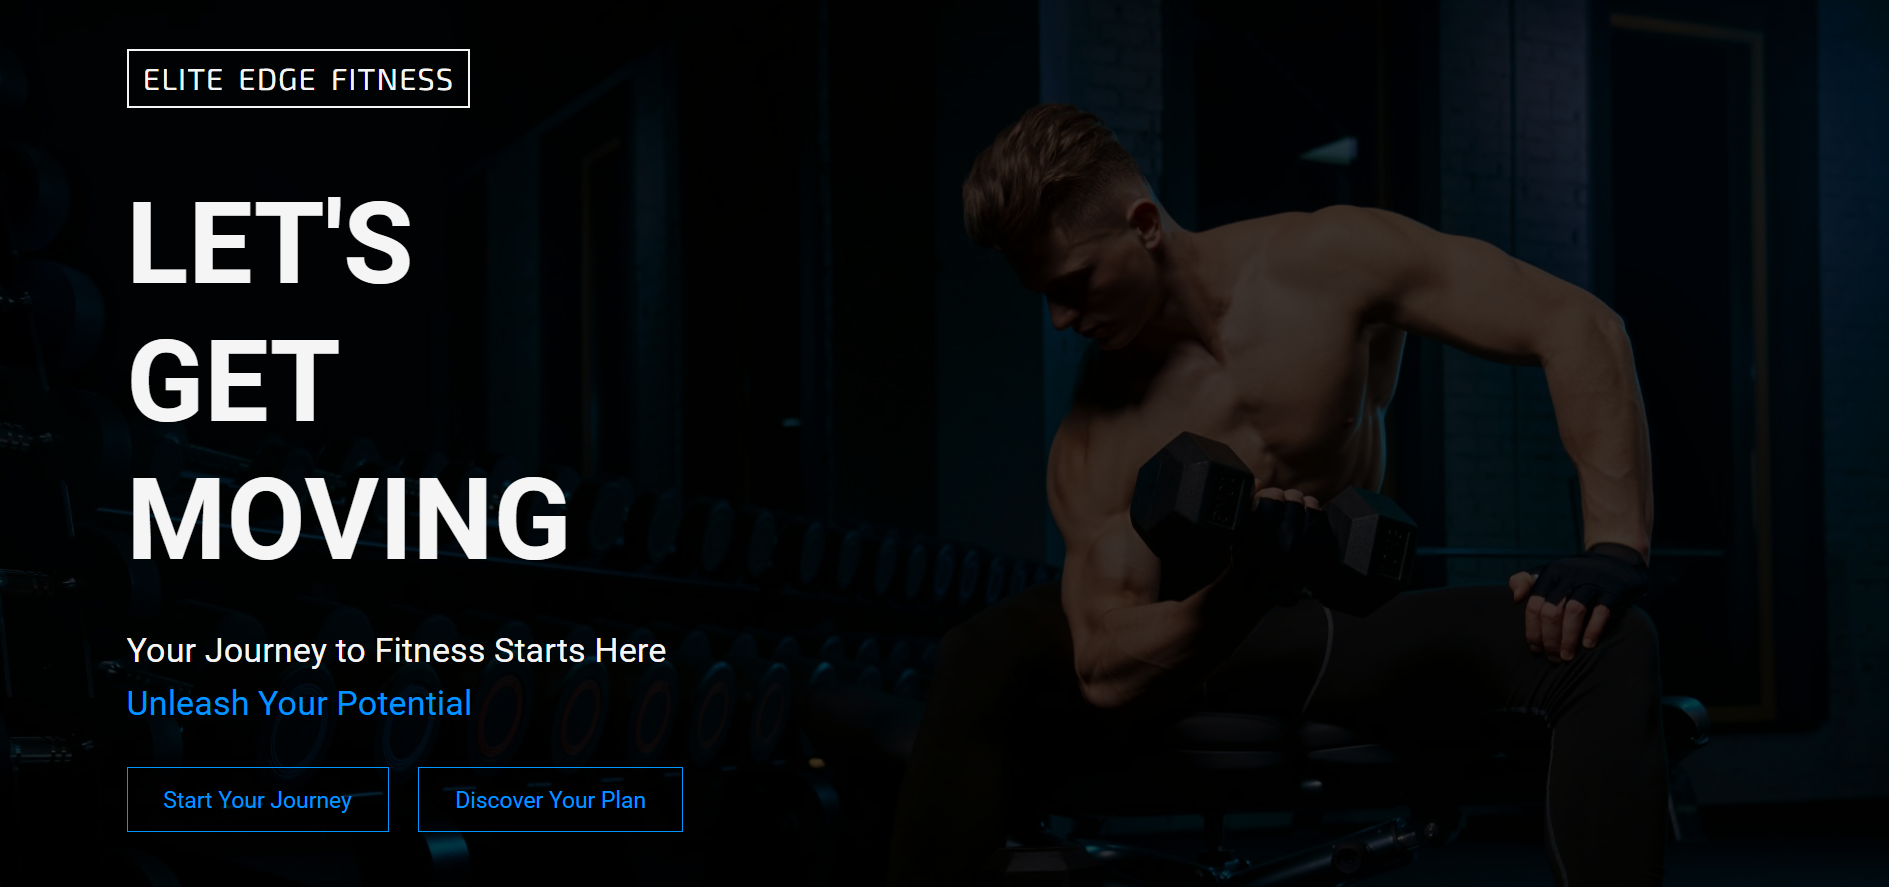 ELITE EDGE FITNESS
LET'S
GET
MOVING
Your Journey to Fitness Starts Here
Unleash Your Potential
Start Your Journey
Discover Your Plan